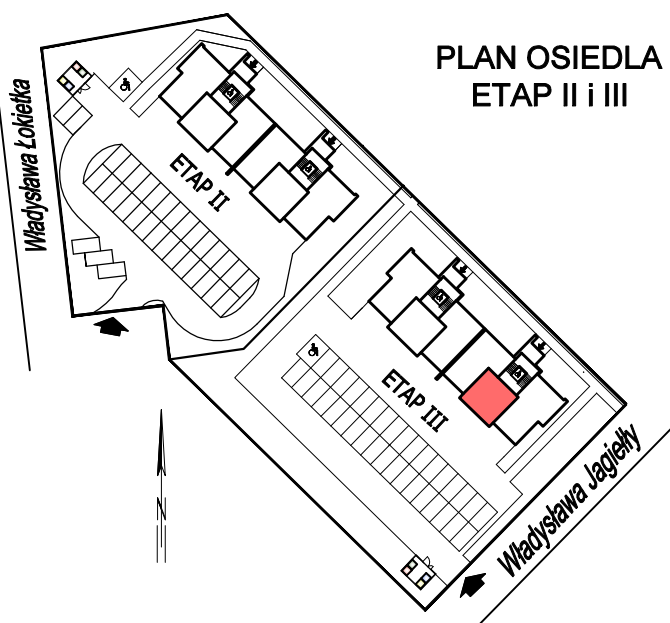 PLAN OSIEDLA
ETAP II i III
Władysława Łokietka
ETAP II
ETAP III
Władysława Jagiełły
N